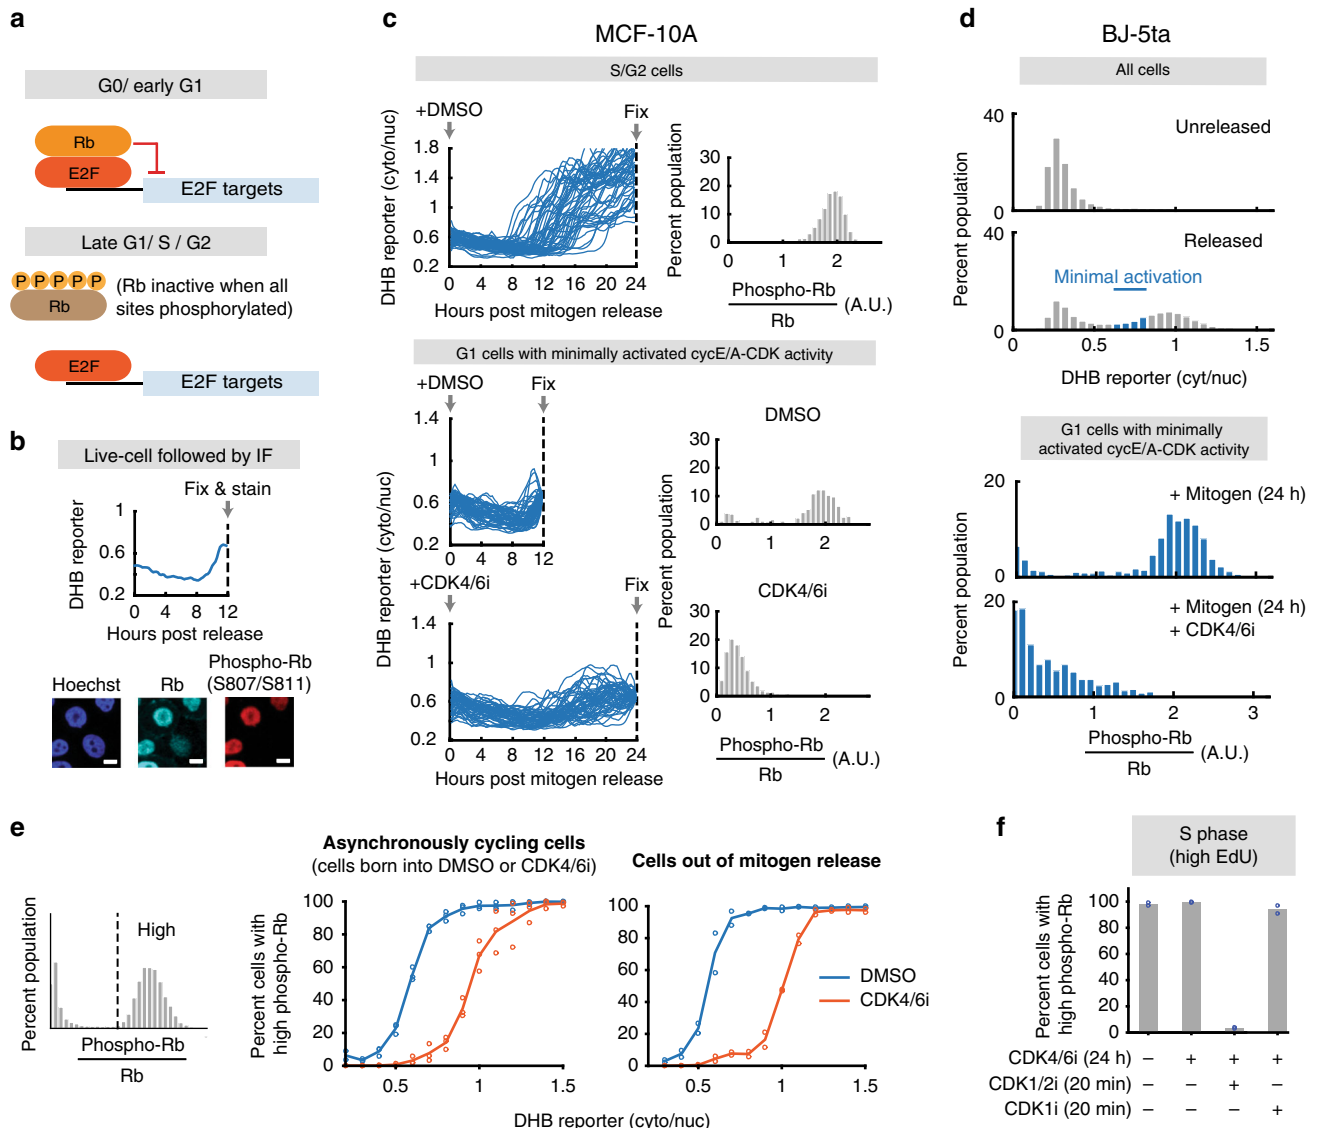 a
G0/ early G1
Rb
E2F
E2F targets
Late G1/ S / G2
P P P P P
Rb
(Rb inactive when all
sites phosphorylated)
E2F
E2F targets
b
Live-cell followed by IF
Fix & stain
DHB reporter
1
0.6
0.2
0 4 8 12
Hours post release
Hoechst
Rb
Phospho-Rb
(S807/S811)
c
MCF-10A
S/G2 cells
+DMSO
Fix
DHB reporter (cyto/nuc)
1.8
1.4
1
0.6
0.2
0 4 8 12 16 20 24
Hours post mitogen release
Percent population
30
20
10
0
0 1 2
Phospho-Rb
Rb
(A.U.)
G1 cells with minimally activated cycE/A-CDK activity
+DMSO
Fix
DHB reporter (cyto/nuc)
1.4
1
0.6
0.2
0 4 8 12
DMSO
Percent population
30
20
10
0
0 1 2
+CDK4/6i
Fix
1.4
1
0.6
0.2
0 4 8 12 16 20 24
Hours post mitogen release
CDK4/6i
30
20
10
0
0 1 2
Phospho-Rb
Rb
(A.U.)
d
BJ-5ta
All cells
Percent population
40
0
Unreleased
40
0
Released
Minimal activation
0 0.5 1 1.5
DHB reporter (cyt/nuc)
G1 cells with minimally
activated cycE/A-CDK activity
Percent population
20
0
+ Mitogen (24 h)
20
0
+ Mitogen (24 h)
+ CDK4/6i
0 1 2 3
Phospho-Rb
Rb
(A.U.)
e
Percent population
High
Phospho-Rb
Rb
Asynchronously cycling cells
(cells born into DMSO or CDK4/6i)
Percent cells with
high phospho-Rb
100
80
60
40
20
0
0.5 1 1.5
Cells out of mitogen release
100
80
60
40
20
0
0.5 1 1.5
DMSO
CDK4/6i
DHB reporter (cyto/nuc)
f
S phase
(high EdU)
Percent cells with
high phospho-Rb
100
80
60
40
20
0
CDK4/6i (24 h) – + + +
CDK1/2i (20 min) – – + –
CDK1i (20 min) – – – +